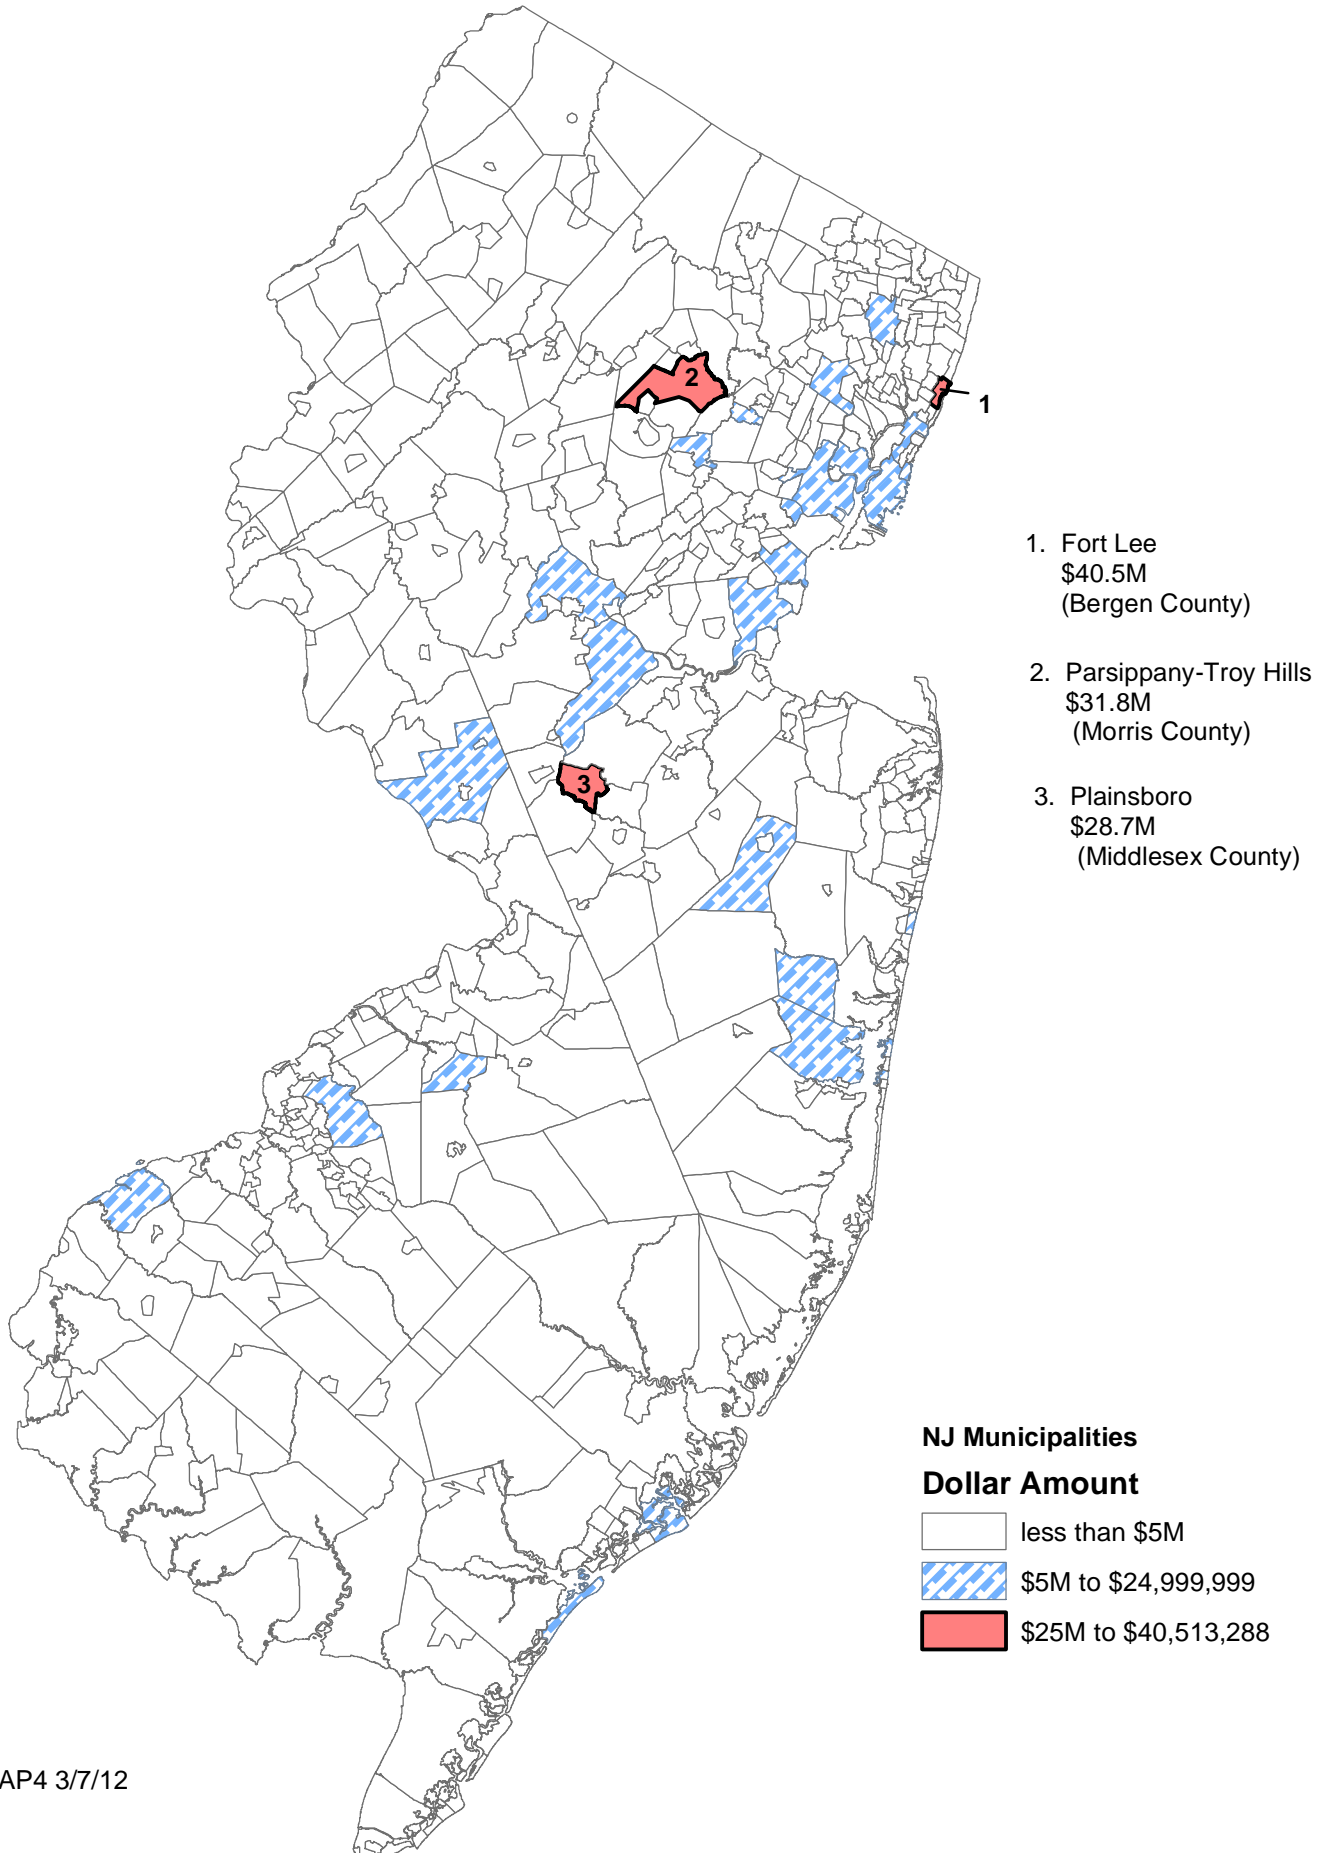 2
1
3
1. Fort Lee
$40.5M
(Bergen County)
2. Parsippany-Troy Hills
$31.8M
(Morris County)
3. Plainsboro
$28.7M
(Middlesex County)
NJ Municipalities
Dollar Amount
less than $5M
$5M to $24,999,999
$25M to $40,513,288
AP4 3/7/12